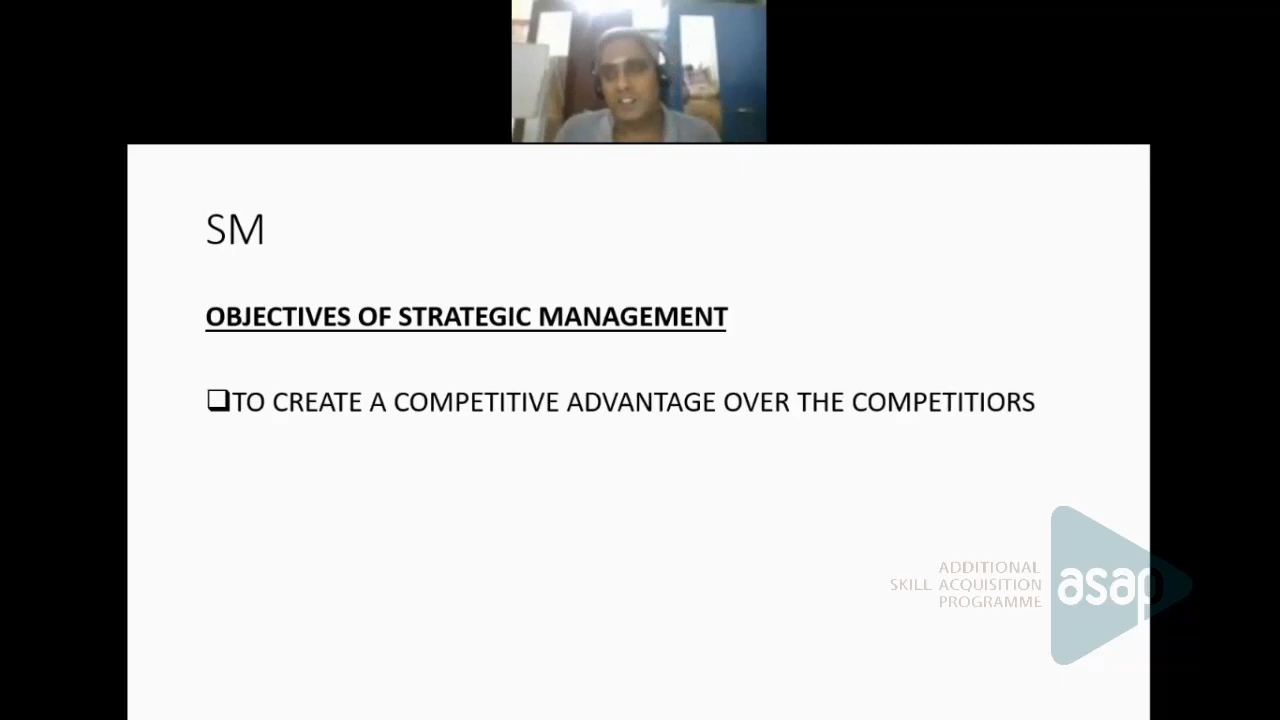 SM
OBJECTIVES OF STRATEGIC MANAGEMENT
❑TO CREATE A COMPETITIVE ADVANTAGE OVER THE COMPETITIORS
ADDITIONAL
SKILL ACQUISITION
PROGRAMME
asap